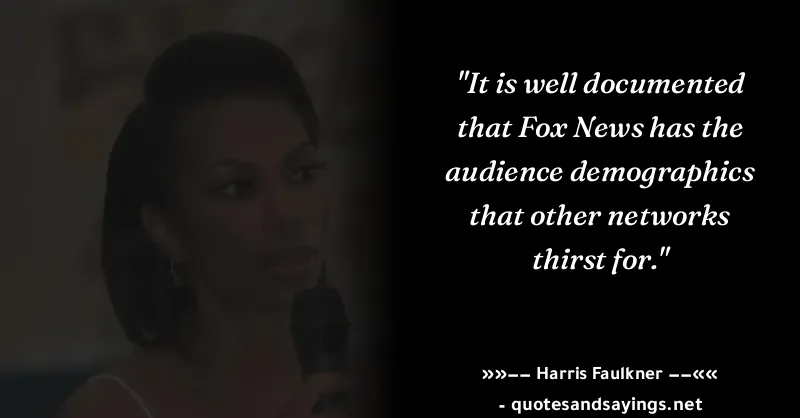 "It is well documented
that Fox News has the
audience demographics
that other networks
thirst for."
»»−− Harris Faulkner −−««
- quotesandsayings.net